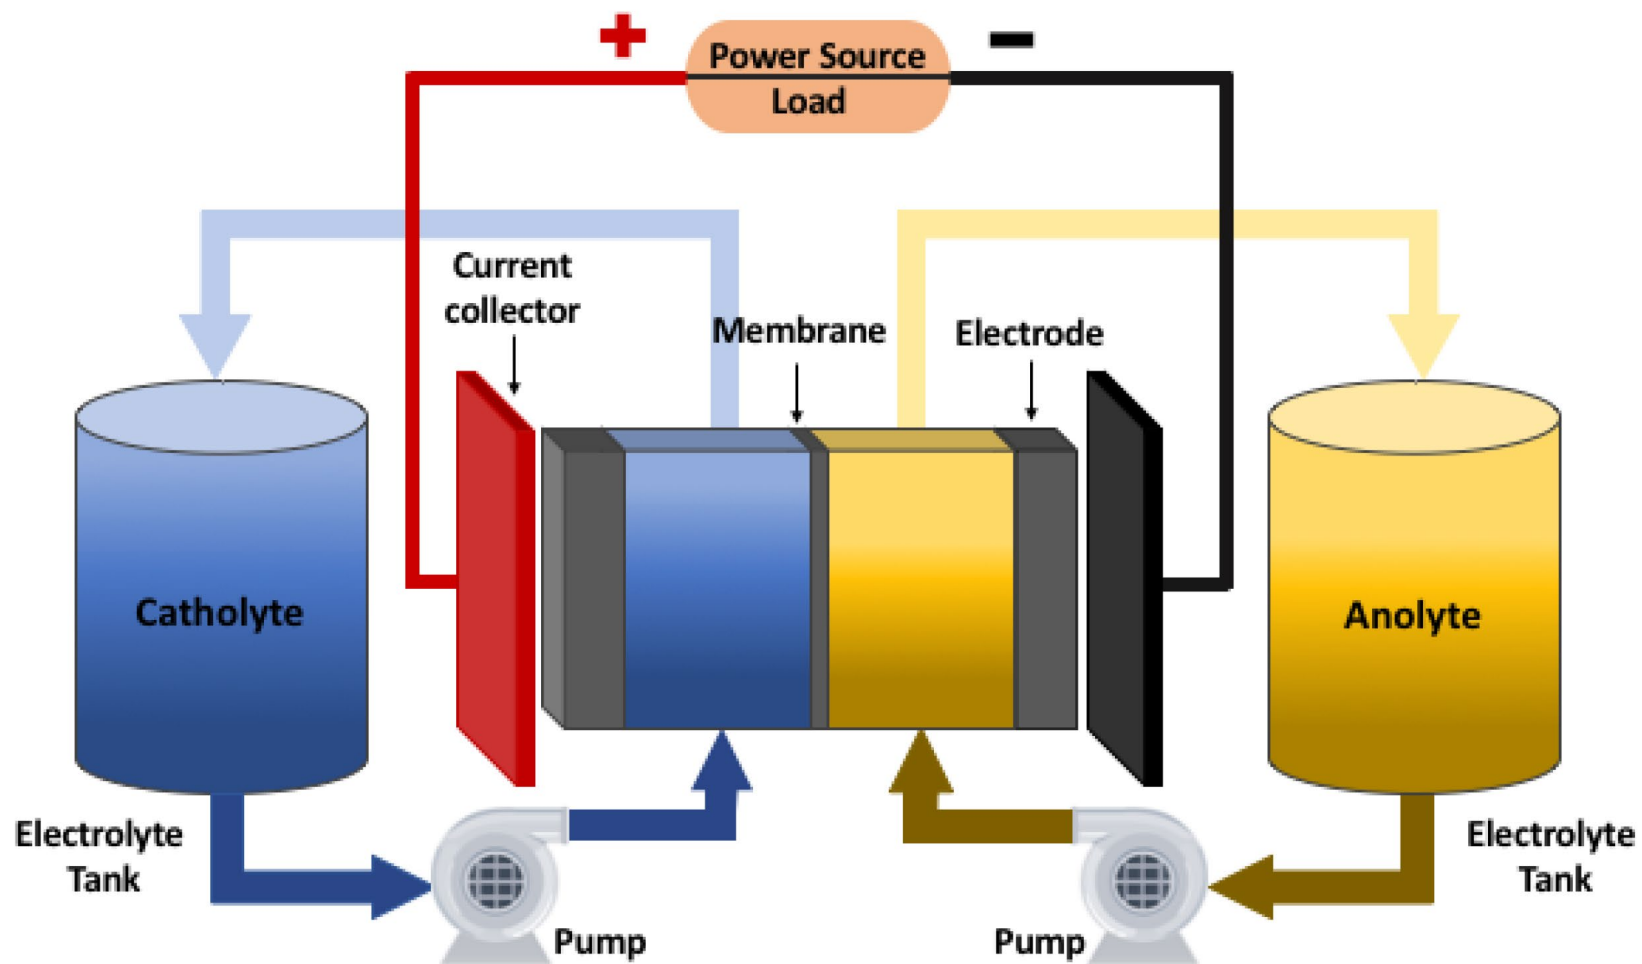 +
−
Power Source
Load
Current
collector
Membrane
Electrode
Catholyte
Anolyte
Electrolyte
Tank
Electrolyte
Tank
Pump
Pump